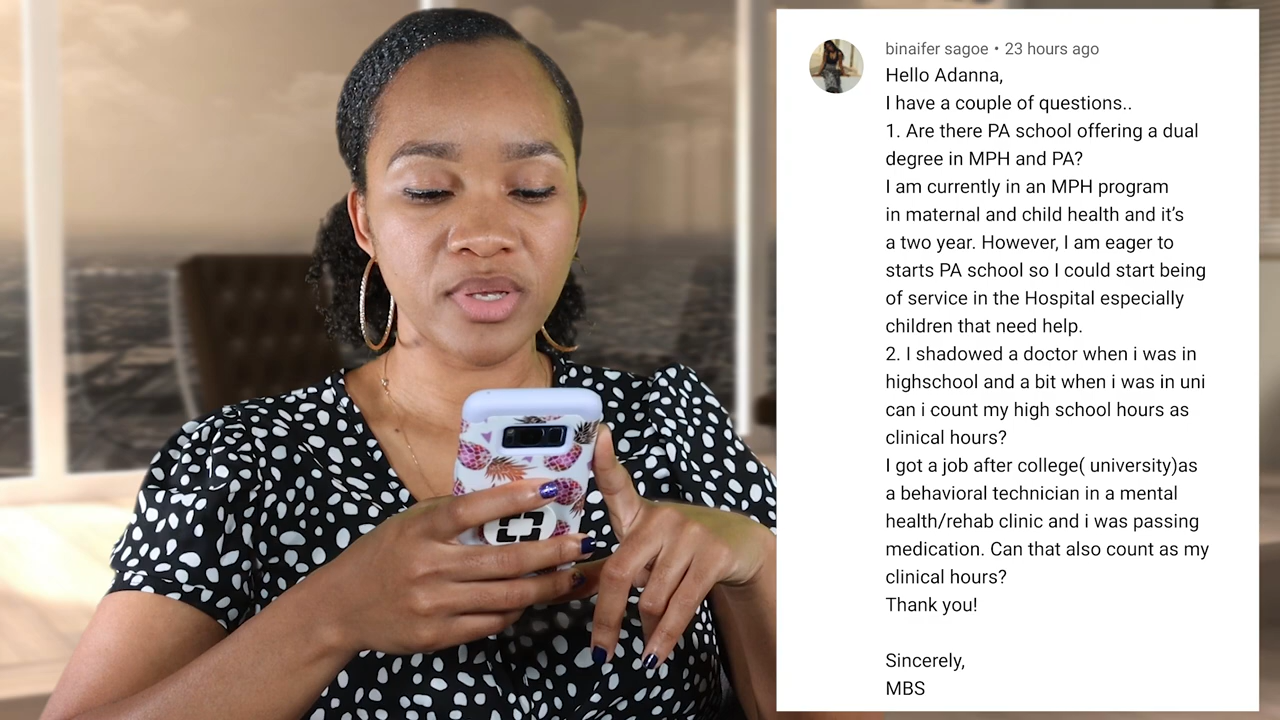 binaifer sagoe • 23 hours ago
Hello Adanna,
I have a couple of questions..
1. Are there PA school offering a dual
degree in MPH and PA?
I am currently in an MPH program
in maternal and child health and it’s
a two year. However, I am eager to
starts PA school so I could start being
of service in the Hospital especially
children that need help.
2. I shadowed a doctor when i was in
highschool and a bit when i was in uni
can i count my high school hours as
clinical hours?
I got a job after college( university)as
a behavioral technician in a mental
health/rehab clinic and i was passing
medication. Can that also count as my
clinical hours?
Thank you!
Sincerely,
MBS